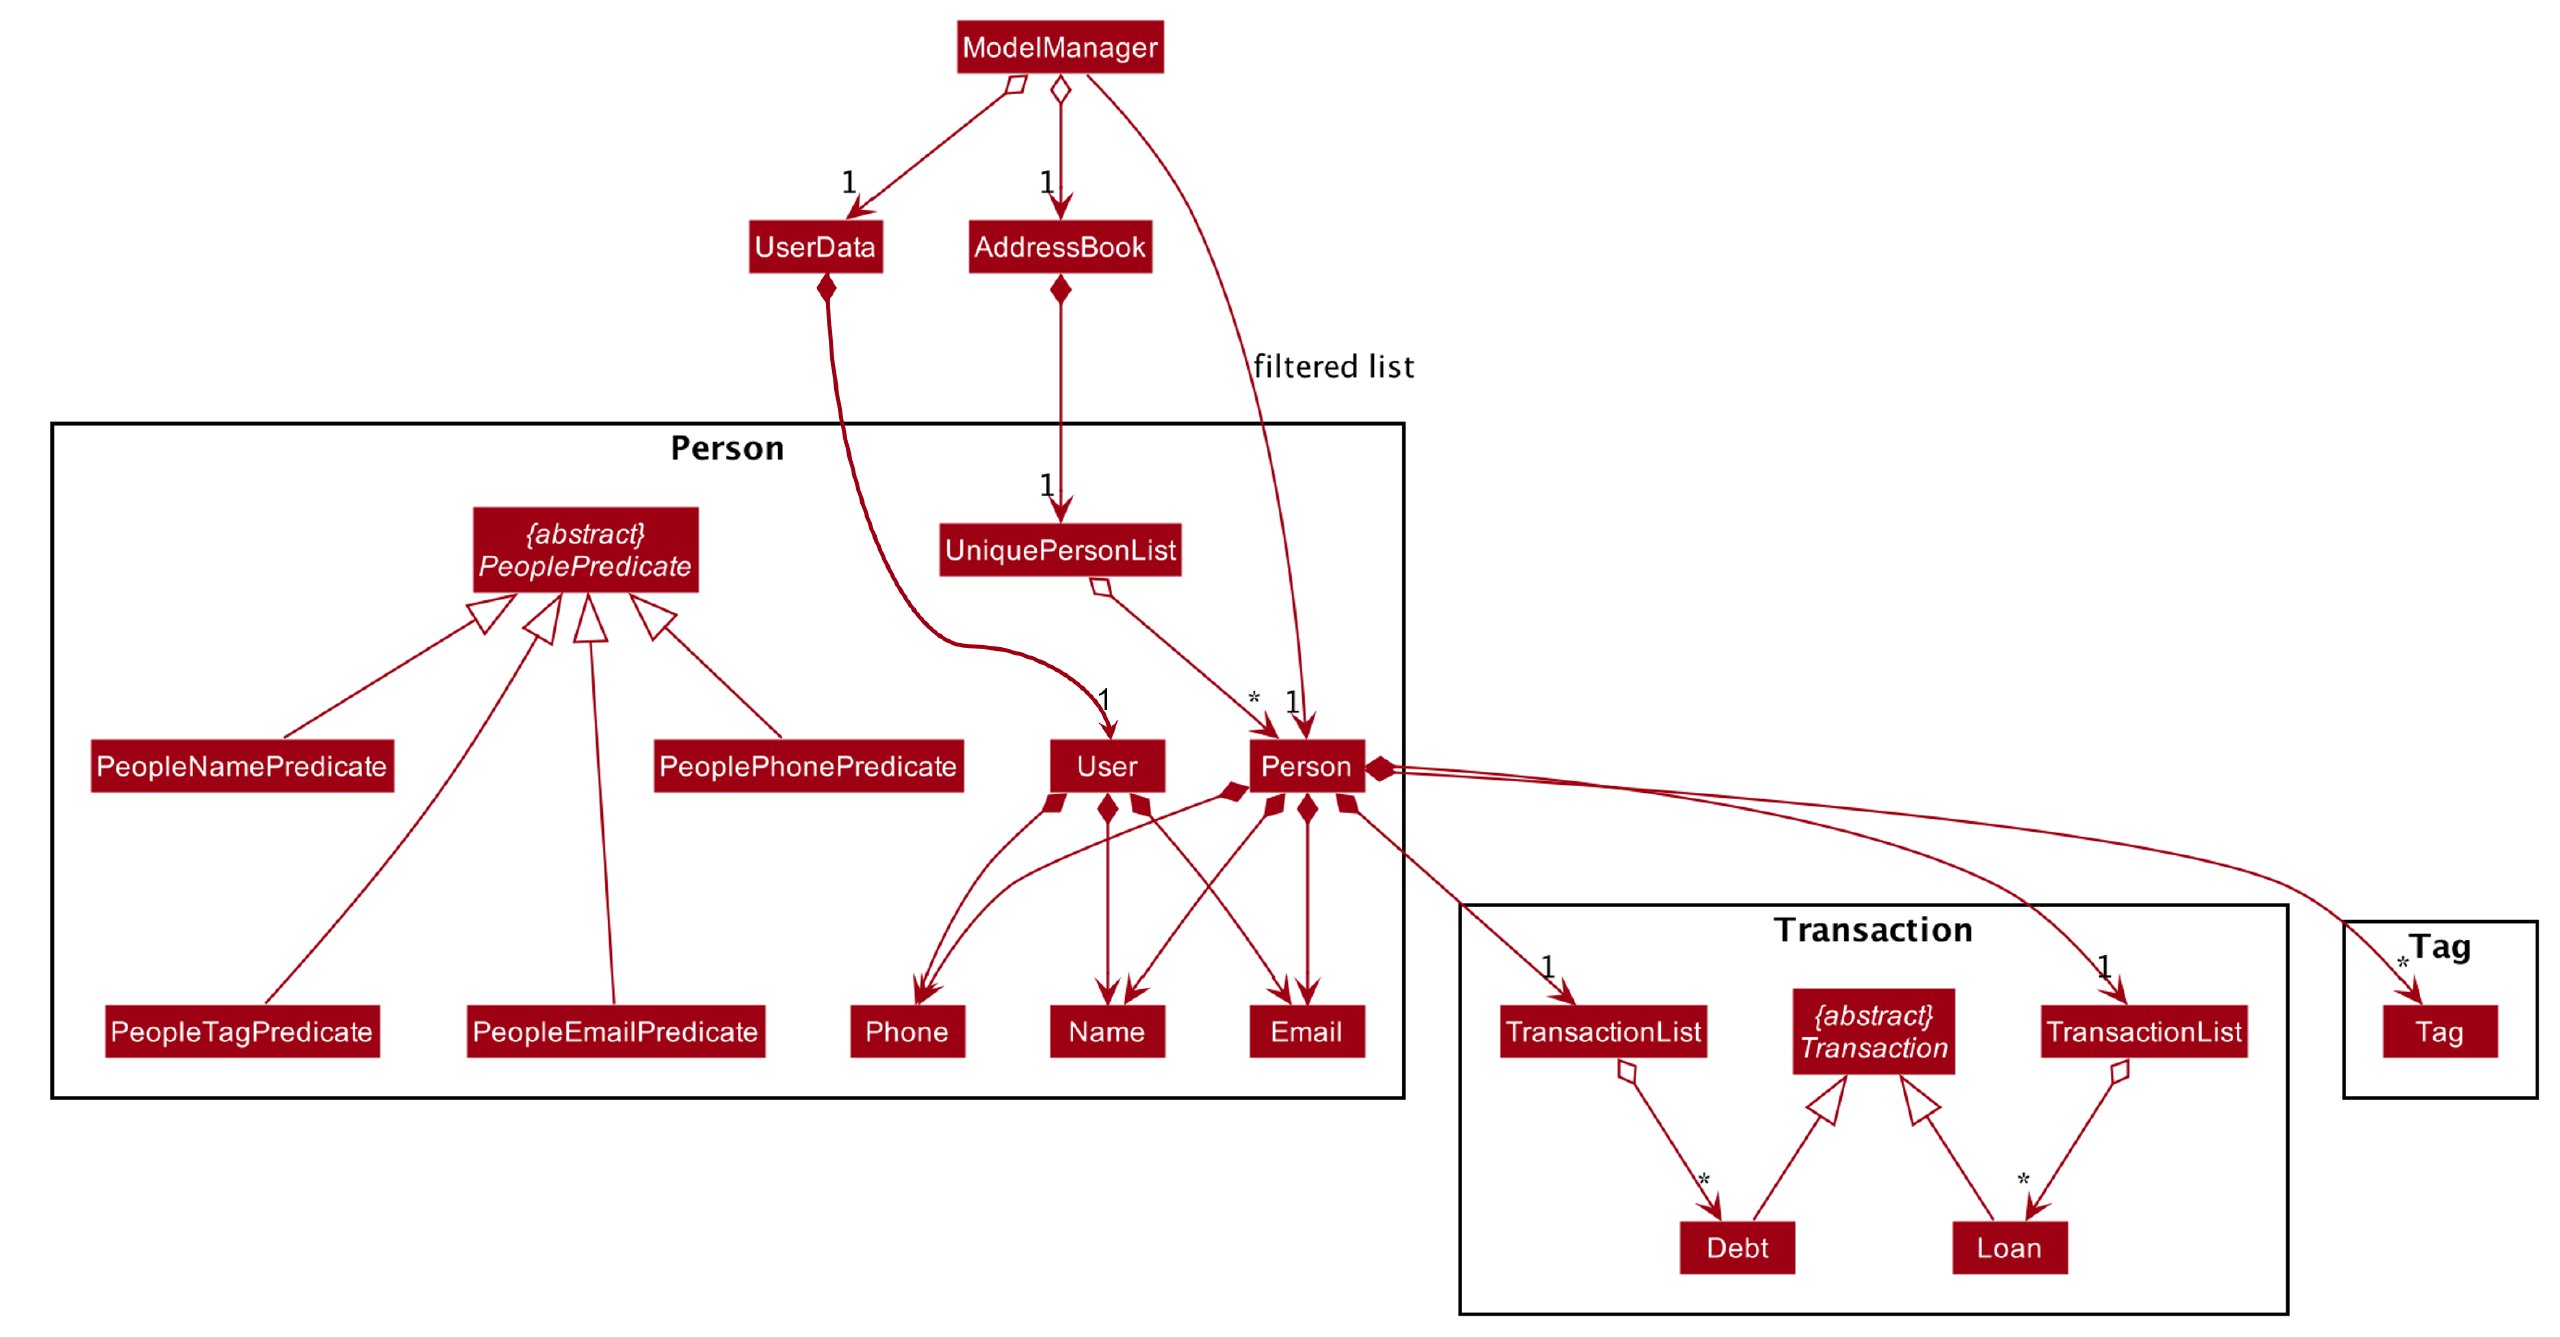 ModelManager
1
1
UserData
AddressBook
filtered list
Person
1
{abstract}
PeoplePredicate
UniquePersonList
1
*
1
PeopleNamePredicate
PeoplePhonePredicate
User
Person
Transaction
Tag
1
1
*
PeopleTagPredicate
PeopleEmailPredicate
Phone
Name
Email
TransactionList
{abstract}
Transaction
TransactionList
Tag
*
*
Debt
Loan